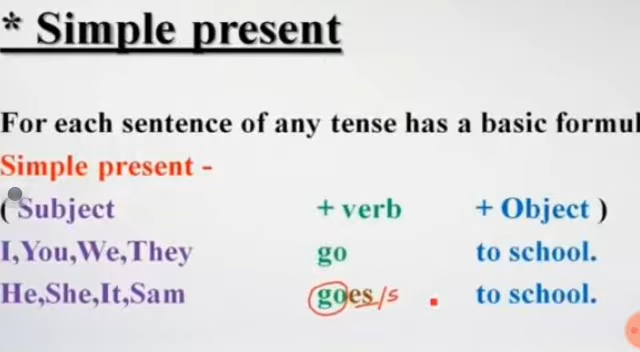 * Simple present
For each sentence of any tense has a basic formul
Simple present -
( Subject + verb + Object )
I,You,We,They go to school.
He,She,It,Sam goes/s to school.